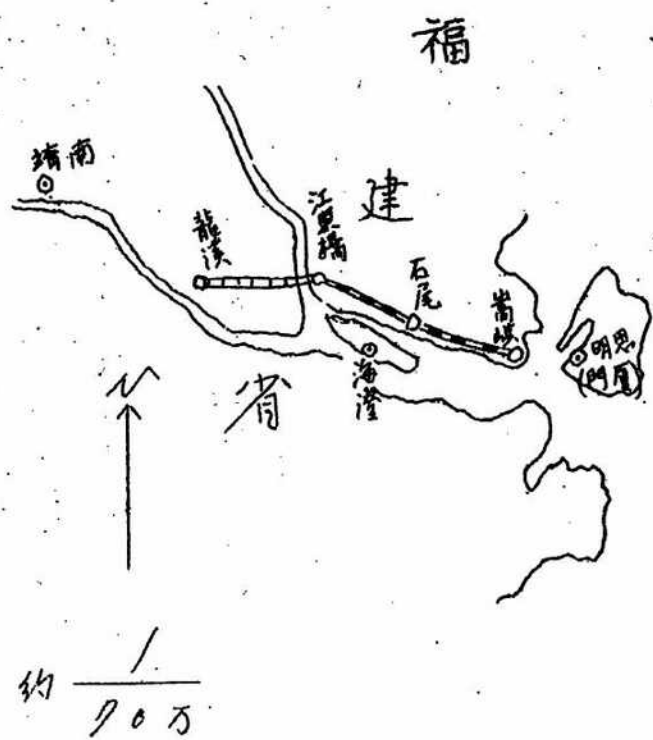 福建省
南靖
龍溪
江東橋
石尾
嵩嶼
海澄
思明
(厦門)
N
約 1/70万